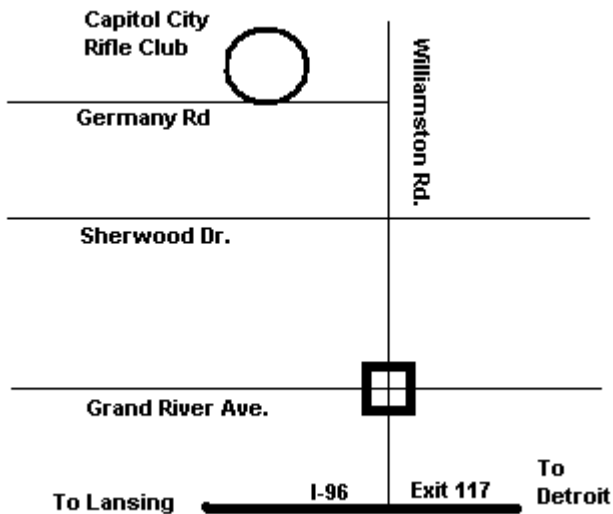 Capitol City
Rifle Club
Williamston Rd.
Germany Rd
Sherwood Dr.
Grand River Ave.
I-96
Exit 117
To
Detroit
To Lansing